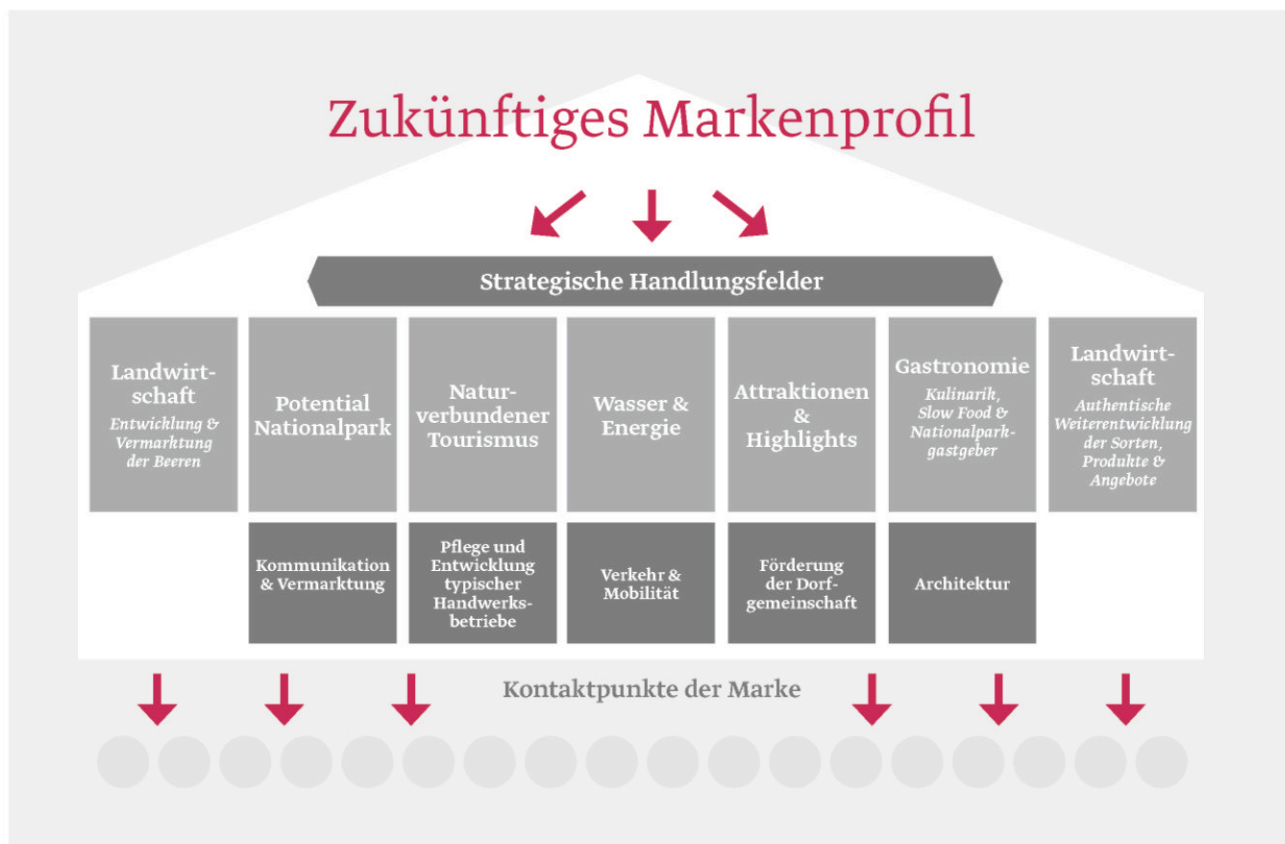 Zukünftiges Markenprofil
Strategische Handlungsfelder
Landwirt-
schaft
Entwicklung &
Vermarktung
der Beeren
Potential
Nationalpark
Natur-
verbundener
Tourismus
Wasser &
Energie
Attraktionen
&
Highlights
Gastronomie
Kulinarik,
Slow Food &
Nationalpark-
gastgeber
Landwirt-
schaft
Authentische
Weiterentwicklung
der Sorten,
Produkte &
Angebote
Kommunikation
& Vermarktung
Pflege und
Entwicklung
typischer
Handwerks-
betriebe
Verkehr &
Mobilität
Förderung
der Dorf-
gemeinschaft
Architektur
Kontaktpunkte der Marke